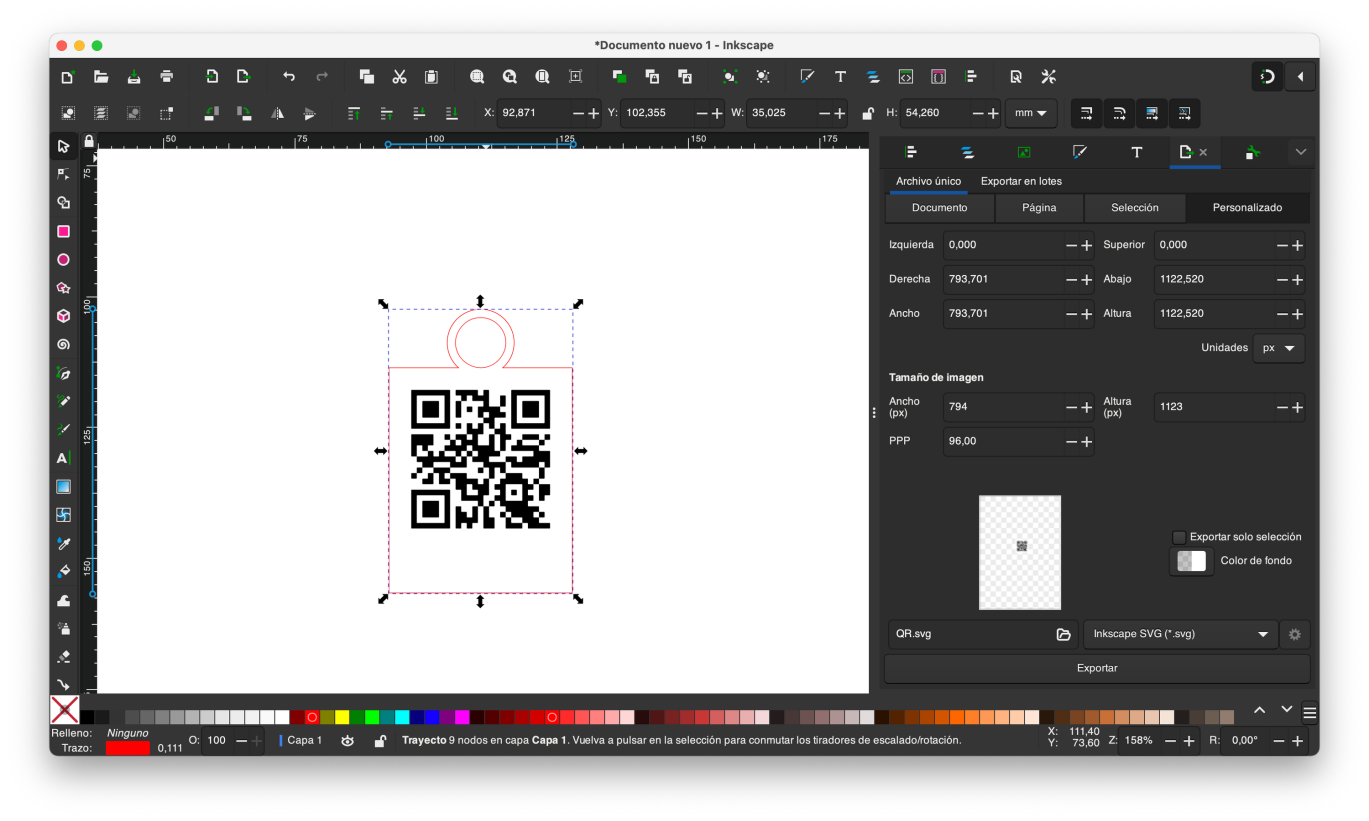 *Documento nuevo 1 - Inkscape
X: 92,871 Y: 102,355 W: 35,025 H: 54,260 mm
50 75 100 125 150 175
75
100
125
150
Archivo único Exportar en lotes
Documento Página Selección Personalizado
Izquierda 0,000 Superior 0,000
Derecha 793,701 Abajo 1122,520
Ancho 793,701 Altura 1122,520
Unidades px
Tamaño de imagen
Ancho (px) 794 Altura (px) 1123
PPP 96,00
Exportar solo selección
Color de fondo
QR.svg Inkscape SVG (*.svg)
Exportar
Relleno: Ninguno
Trazo: 0,111 O: 100 Capa 1 Trayecto 9 nodos en capa Capa 1. Vuelva a pulsar en la selección para conmutar los tiradores de escalado/rotación.
X: 111,40
Y: 73,60
Z: 158% R: 0,00°